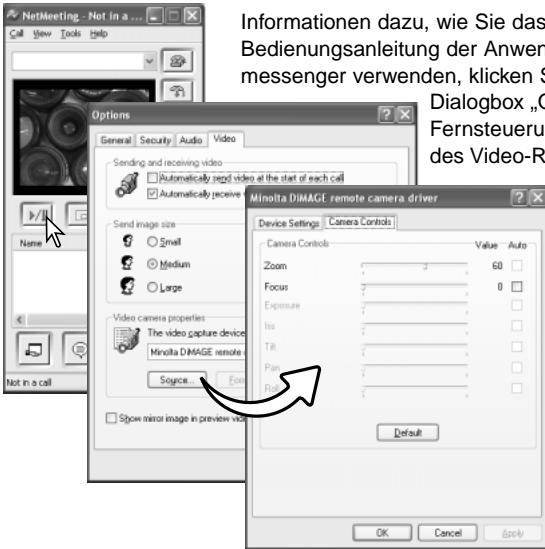 NetMeeting - Not in a ...
Call View Tools Help
Name
Not in a call
Informationen dazu, wie Sie das
Bedienungsanleitung der Anwen
messenger verwenden, klicken S
Dialogbox „O
Fernsteueru
des Video-R
Options
General Security Audio Video
Sending and receiving video
Automatically send video at the start of each call
Automatically receive
Send image size
Small
Medium
Large
Video camera properties
The video capture device
Minolta DiMAGE remote
Source...
Show mirror image in preview vid
Minolta DiMAGE remote camera driver
Device Settings Camera Controls
Camera Controls Value Auto
Zoom 60
Focus 0
Exposure
Iris
Tilt
Pan
Roll
Default
OK Cancel Apply